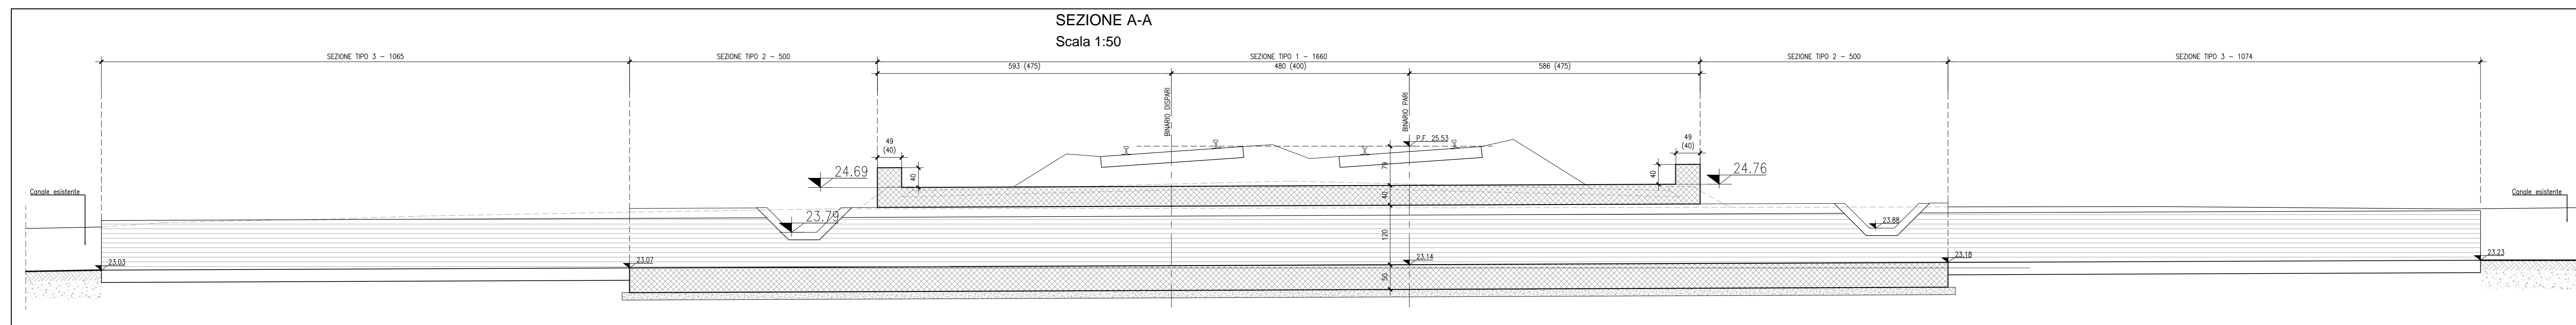 SEZIONE A-A
Scala 1:50
SEZIONE TIPO 3 - 1065
SEZIONE TIPO 2 - 500
SEZIONE TIPO 1 - 1660
SEZIONE TIPO 2 - 500
SEZIONE TIPO 3 - 1074
593 (475)
480 (400)
586 (475)
BINARIO DISPARI
BINARIO PARI
49
(40)
P.F. 25.53
49
(40)
24.69
40
79
40
24.76
Canale esistente
40
Canale esistente
23.79
23.88
120
23.03
23.07
23.14
23.18
23.23
50